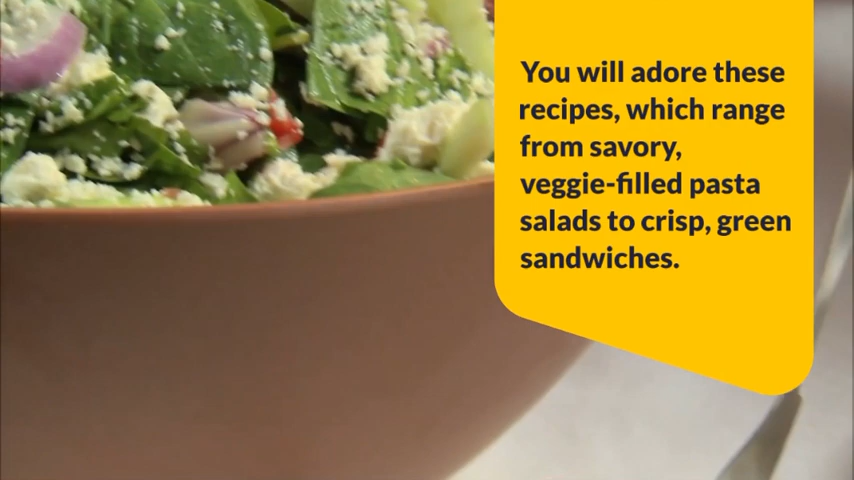 You will adore these
recipes, which range
from savory,
veggie-filled pasta
salads to crisp, green
sandwiches.